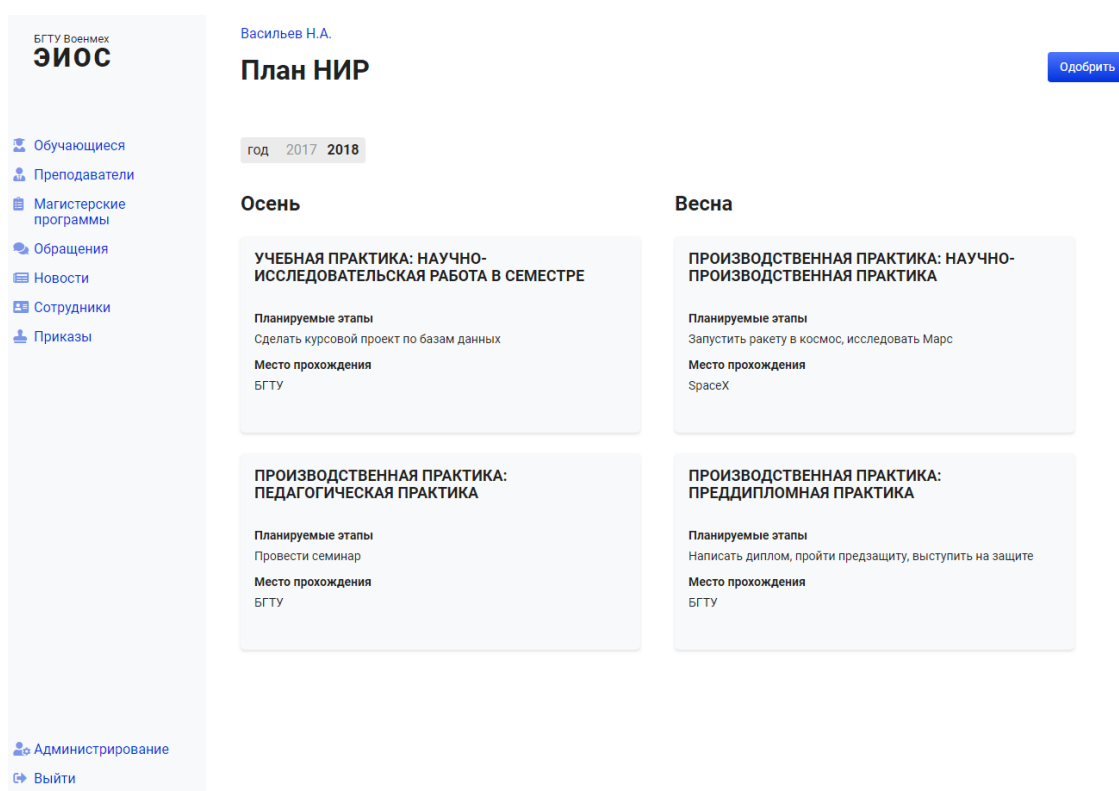 БГТУ Военмех
ЭИОС
Обучающиеся
Преподаватели
Магистерские
программы
Обращения
Новости
Сотрудники
Приказы
Администрирование
Выйти
Васильев Н.А.
План НИР
Одобрить
год 2017 2018
Осень
УЧЕБНАЯ ПРАКТИКА: НАУЧНО-
ИССЛЕДОВАТЕЛЬСКАЯ РАБОТА В СЕМЕСТРЕ
Планируемые этапы
Сделать курсовой проект по базам данных
Место прохождения
БГТУ
ПРОИЗВОДСТВЕННАЯ ПРАКТИКА:
ПЕДАГОГИЧЕСКАЯ ПРАКТИКА
Планируемые этапы
Провести семинар
Место прохождения
БГТУ
Весна
ПРОИЗВОДСТВЕННАЯ ПРАКТИКА: НАУЧНО-
ПРОИЗВОДСТВЕННАЯ ПРАКТИКА
Планируемые этапы
Запустить ракету в космос, исследовать Марс
Место прохождения
SpaceX
ПРОИЗВОДСТВЕННАЯ ПРАКТИКА:
ПРЕДДИПЛОМНАЯ ПРАКТИКА
Планируемые этапы
Написать диплом, пройти предзащиту, выступить на защите
Место прохождения
БГТУ